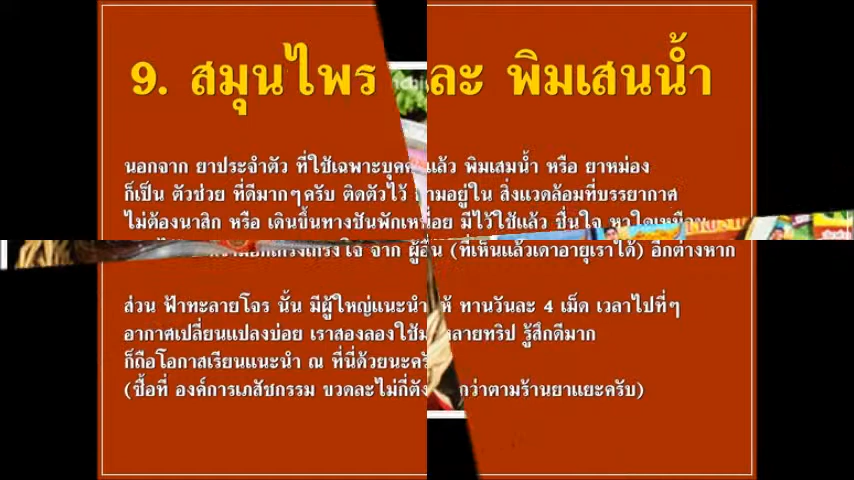 9. สมุนไพร และ พิมเสนน้ำ
นอกจาก ยาประจำตัว ที่ใช้เฉพาะบุคคลแล้ว พิมเสมน้ำ หรือ ยาหม่อง
ก็เป็น ตัวช่วย ที่ดีมากๆครับ ติดตัวไว้ ยามอยู่ใน สิ่งแวดล้อมที่บรรยากาศ
ไม่ต้องนาสิก หรือ เดินขึ้นทางชันพักเหนื่อย มีไว้ใช้แล้ว ชื่นใจ
จาก ผู้อื่น (ที่เห็นแล้วเดาอายุเราได้) อีกต่างหาก
ส่วน ฟ้าทะลายโจร นั้น มีผู้ใหญ่แนะนำให้ ทานวันละ 4 เม็ด เวลาไปที่ๆ
อากาศเปลี่ยนแปลงบ่อย เราสองลองใช้มาหลายทริป รู้สึกดีมาก
ก็ถือโอกาสเรียนแนะนำ ณ ที่นี่ด้วยนะครับ
(ซื้อที่ องค์การเภสัชกรรม ขวดละไม่กี่ตัง กว่าตามร้านยาแยะครับ)